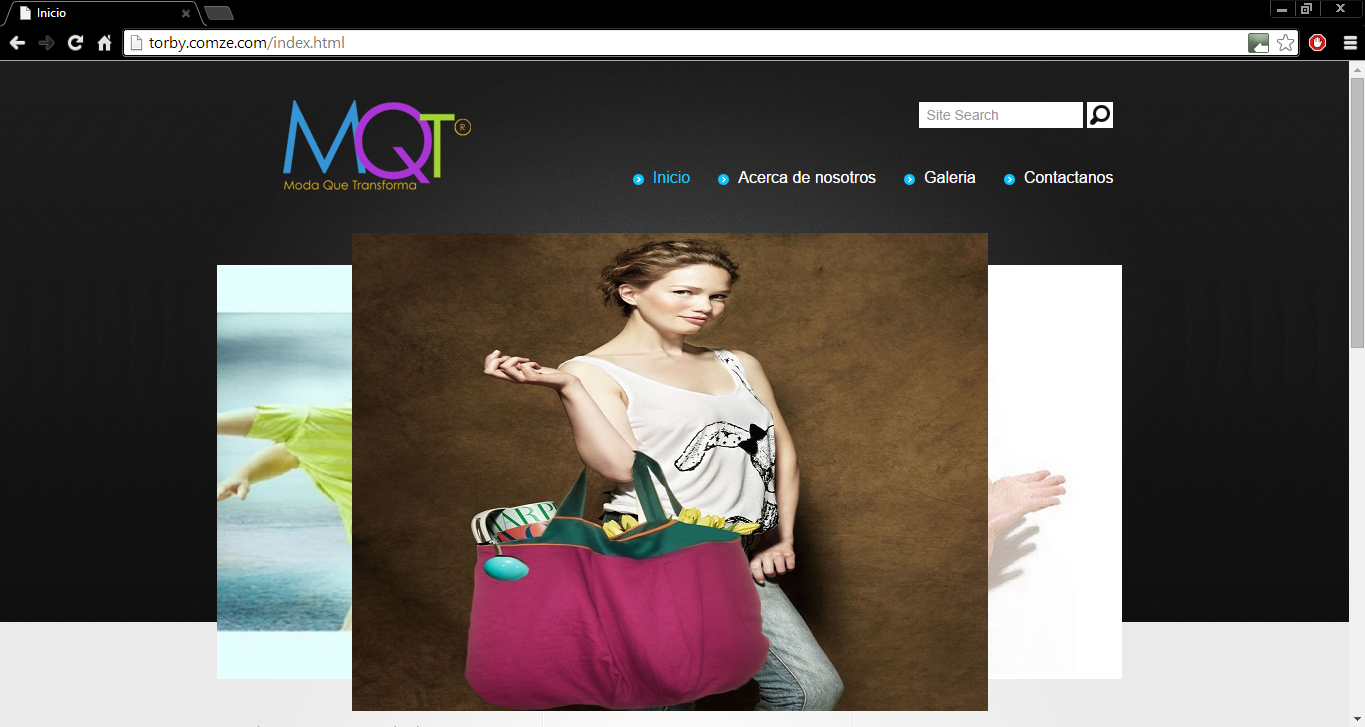 Inicio
torby.comze.com/index.html
MQT ®
Moda Que Transforma
Site Search
Inicio
Acerca de nosotros
Galeria
Contactanos